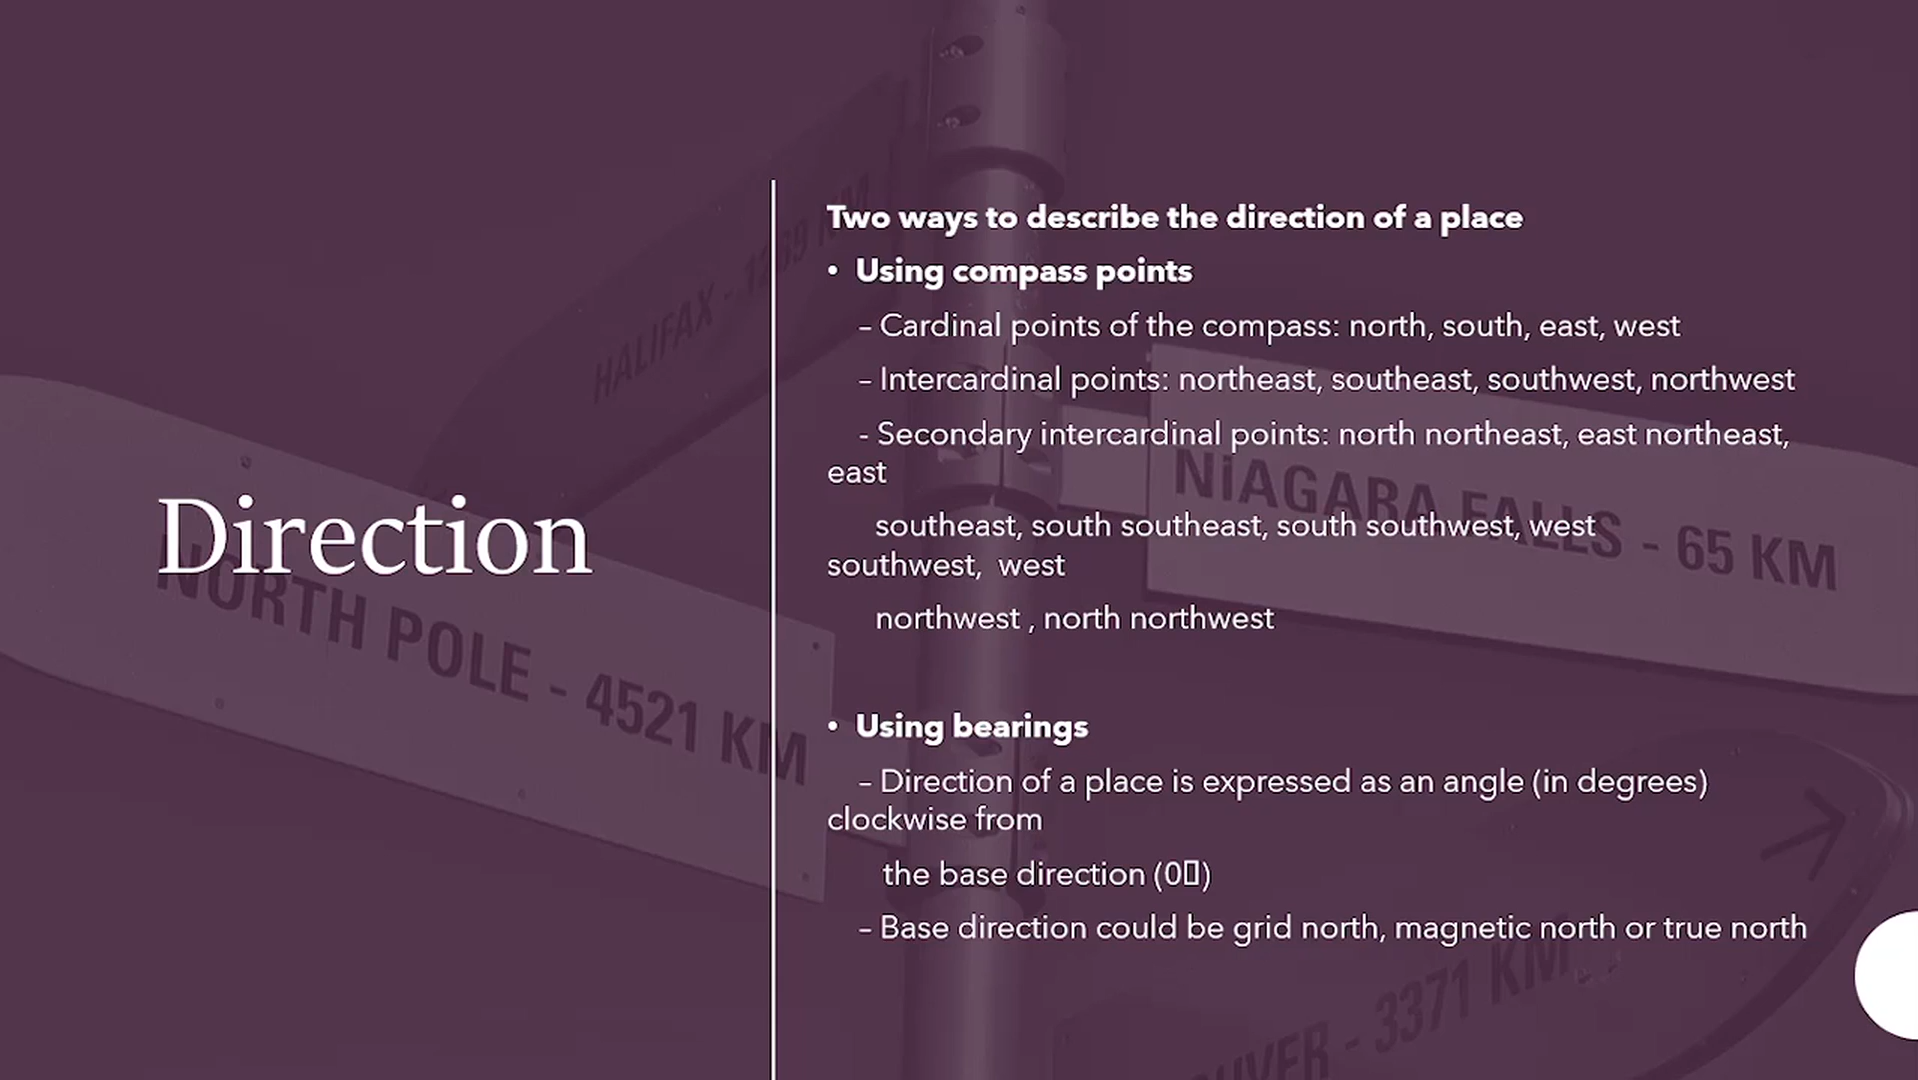 Direction
Two ways to describe the direction of a place
• Using compass points
– Cardinal points of the compass: north, south, east, west
– Intercardinal points: northeast, southeast, southwest, northwest
- Secondary intercardinal points: north northeast, east northeast,
east
southeast, south southeast, south southwest, west
southwest,  west
northwest , north northwest
• Using bearings
– Direction of a place is expressed as an angle (in degrees)
clockwise from
the base direction (0▯)
– Base direction could be grid north, magnetic north or true north
HALIFAX - 1269 KM
NiAGARA FALLS - 65 KM
NORTH POLE - 4521 KM
- 3371 KM